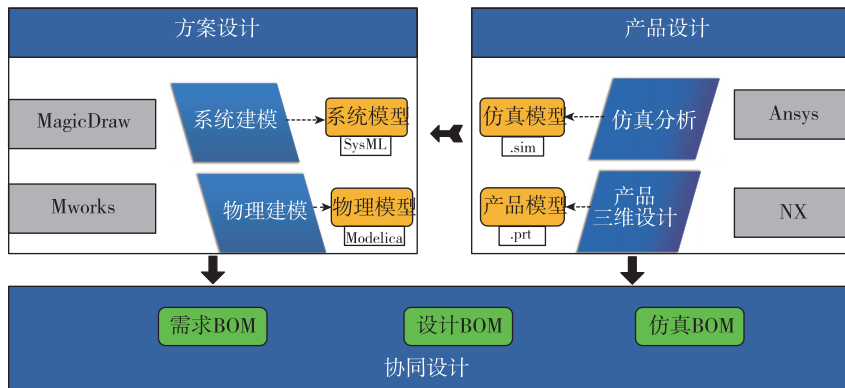 方案设计
MagicDraw
系统建模
系统模型
SysML
Mworks
物理建模
物理模型
Modelica
产品设计
仿真模型
.sim
仿真分析
Ansys
产品模型
.prt
产品
三维设计
NX
需求BOM
设计BOM
仿真BOM
协同设计